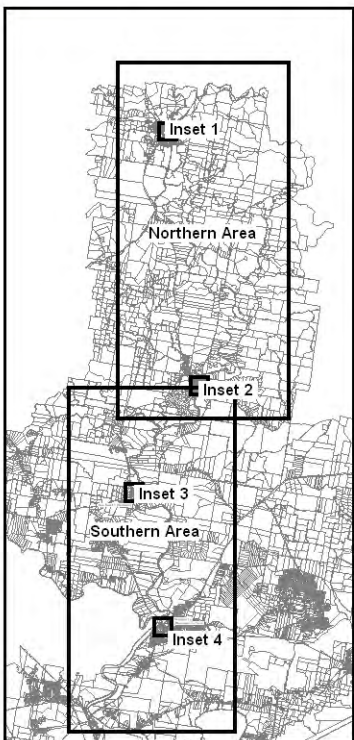 Inset 1
Northern Area
Inset 2
Inset 3
Southern Area
Inset 4